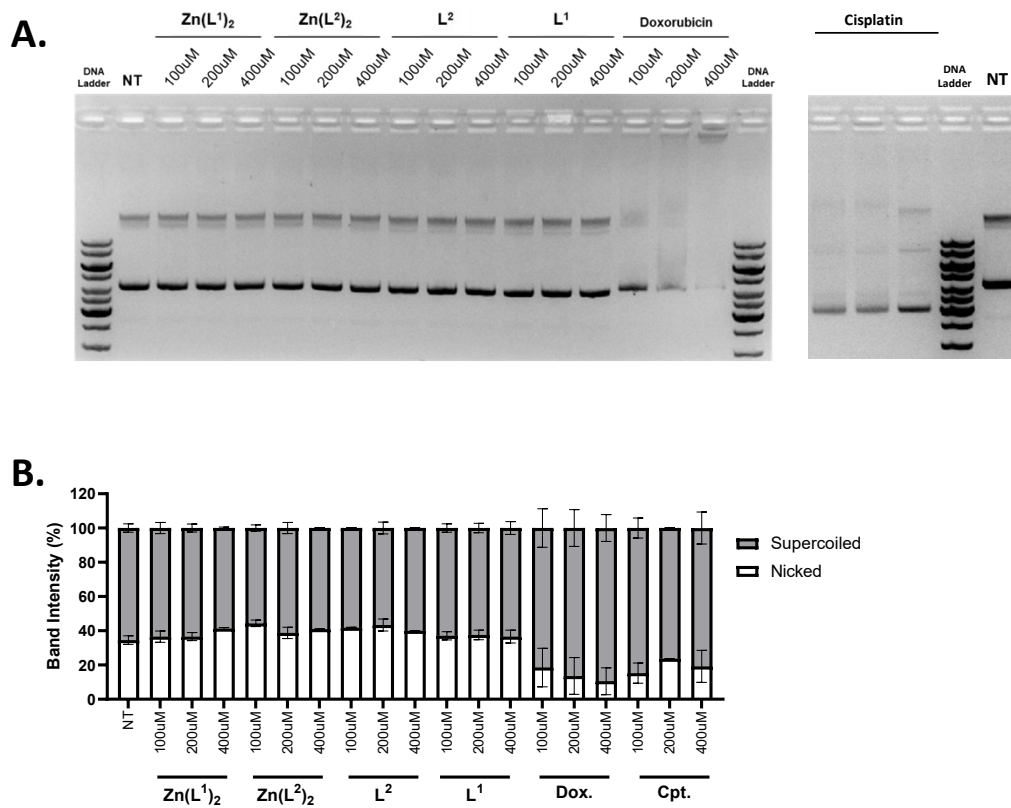 A.
Zn(L¹)₂ Zn(L²)₂ L² L¹ Doxorubicin Cisplatin
DNA Ladder NT 100uM 200uM 400uM 100uM 200uM 400uM 100uM 200uM 400uM 100uM 200uM 400uM 100uM 200uM 400uM DNA Ladder DNA Ladder NT
B.
Band Intensity (%)
120
100
80
60
40
20
0
Supercoiled
Nicked
NT 100uM 200uM 400uM 100uM 200uM 400uM 100uM 200uM 400uM 100uM 200uM 400uM 100uM 200uM 400uM 100uM 200uM 400uM
Zn(L¹)₂ Zn(L²)₂ L² L¹ Dox. Cpt.